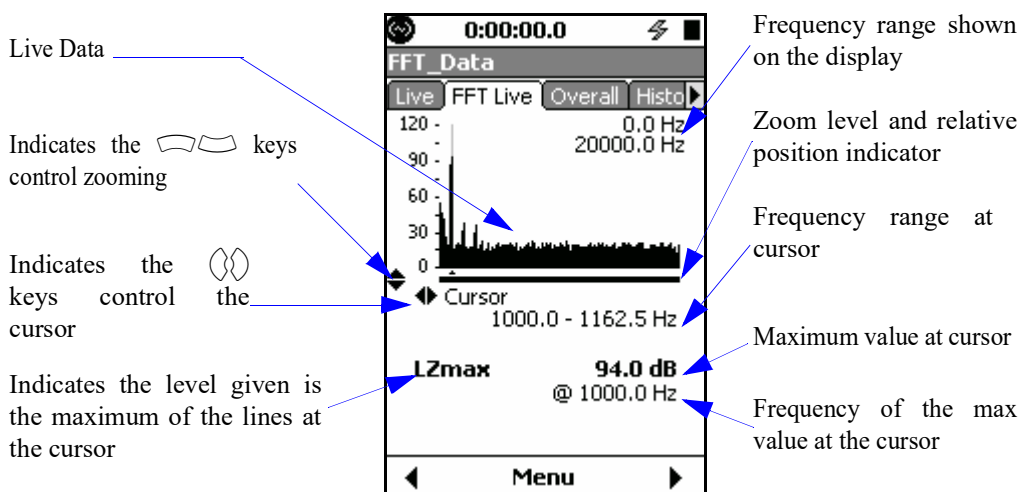 Live Data
Indicates the keys
control zooming
Indicates the
keys control the
cursor
Indicates the level given is
the maximum of the lines at
the cursor
0:00:00.0
FFT_Data
Live FFT Live Overall Histo
120
90
60
30
0
0.0 Hz
20000.0 Hz
Cursor
1000.0 - 1162.5 Hz
LZmax 94.0 dB
@ 1000.0 Hz
Menu
Frequency range shown
on the display
Zoom level and relative
position indicator
Frequency range at
cursor
Maximum value at cursor
Frequency of the max
value at the cursor